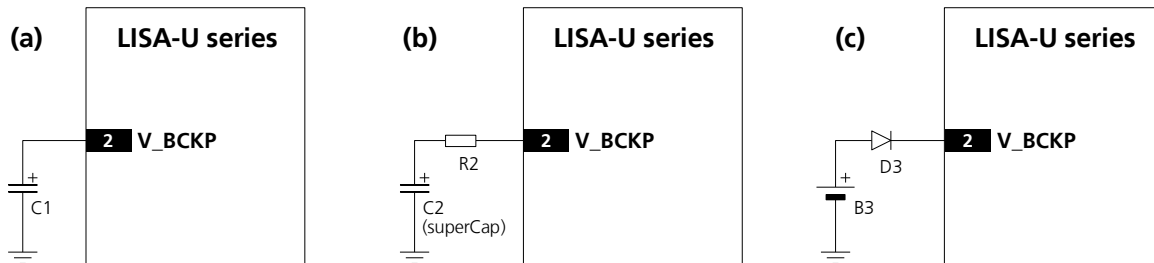 (a)
LISA-U series
2 V_BCKP
+
C1
(b)
LISA-U series
2 V_BCKP
R2
+
C2
(superCap)
(c)
LISA-U series
2 V_BCKP
D3
+
B3